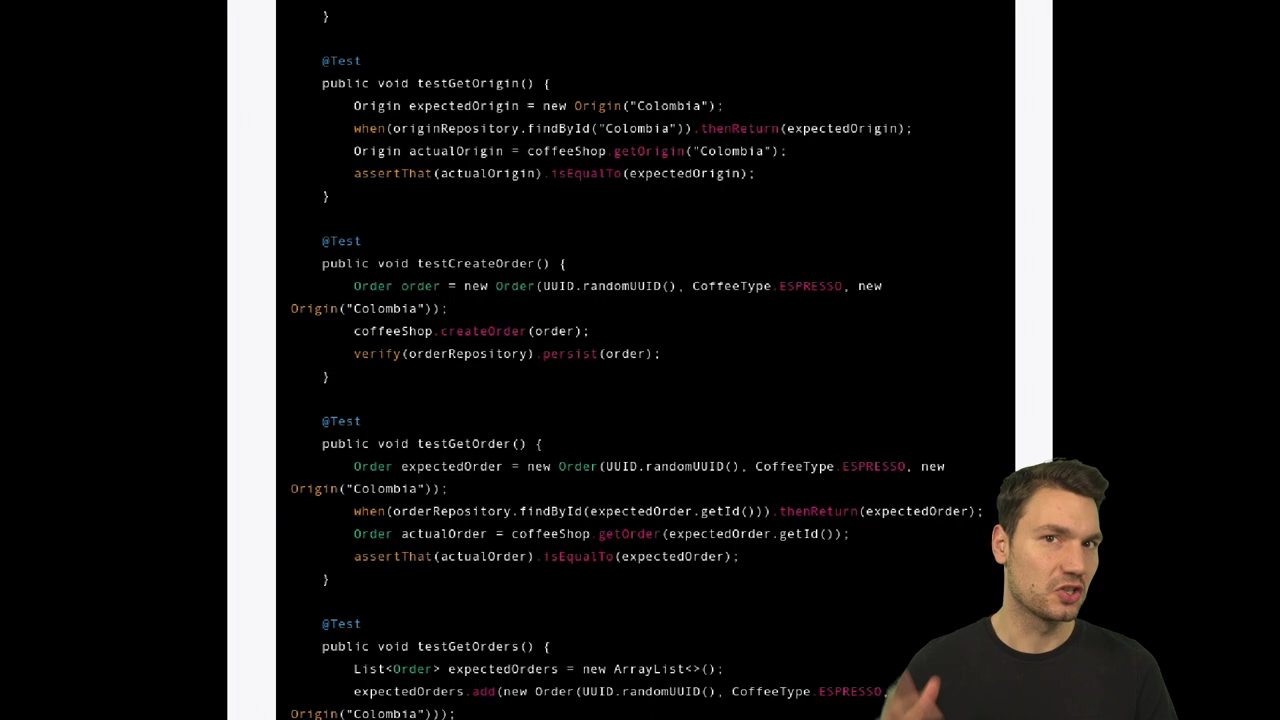 }
@Test
public void testGetOrigin() {
Origin expectedOrigin = new Origin("Colombia");
when(originRepository.findById("Colombia")).thenReturn(expectedOrigin);
Origin actualOrigin = coffeeShop.getOrigin("Colombia");
assertThat(actualOrigin).isEqualTo(expectedOrigin);
}
@Test
public void testCreateOrder() {
Order order = new Order(UUID.randomUUID(), CoffeeType.ESPRESSO, new
Origin("Colombia"));
coffeeShop.createOrder(order);
verify(orderRepository).persist(order);
}
@Test
public void testGetOrder() {
Order expectedOrder = new Order(UUID.randomUUID(), CoffeeType.ESPRESSO, new
Origin("Colombia"));
when(orderRepository.findById(expectedOrder.getId())).thenReturn(expectedOrder);
Order actualOrder = coffeeShop.getOrder(expectedOrder.getId());
assertThat(actualOrder).isEqualTo(expectedOrder);
}
@Test
public void testGetOrders() {
List<Order> expectedOrders = new ArrayList<>();
expectedOrders.add(new Order(UUID.randomUUID(), CoffeeType.ESPRESSO,
Origin("Colombia")));